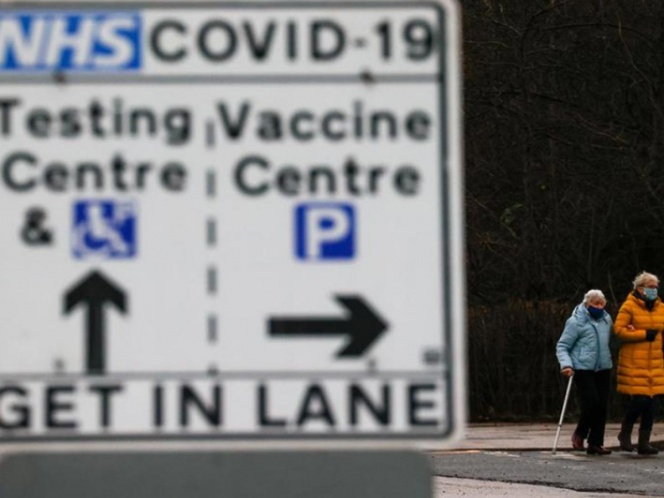 NHS COVID-19
Testing Centre &
Vaccine Centre
P
GET IN LANE